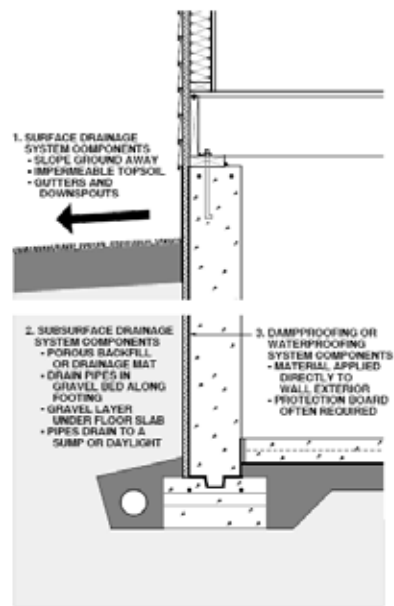 1. SURFACE DRAINAGE
SYSTEM COMPONENTS
• SLOPE GROUND AWAY
• IMPERMEABLE TOPSOIL
• GUTTERS AND
DOWNSPOUTS
2. SUBSURFACE DRAINAGE
SYSTEM COMPONENTS
• POROUS BACKFILL
OR DRAINAGE MAT
• DRAIN PIPES IN
GRAVEL BED ALONG
FOOTING
• GRAVEL LAYER
UNDER FLOOR SLAB
• PIPES DRAIN TO A
SUMP OR DAYLIGHT
3. DAMPPROOFING OR
WATERPROOFING
SYSTEM COMPONENTS
• MATERIAL APPLIED
DIRECTLY TO
WALL EXTERIOR
• PROTECTION BOARD
OFTEN REQUIRED